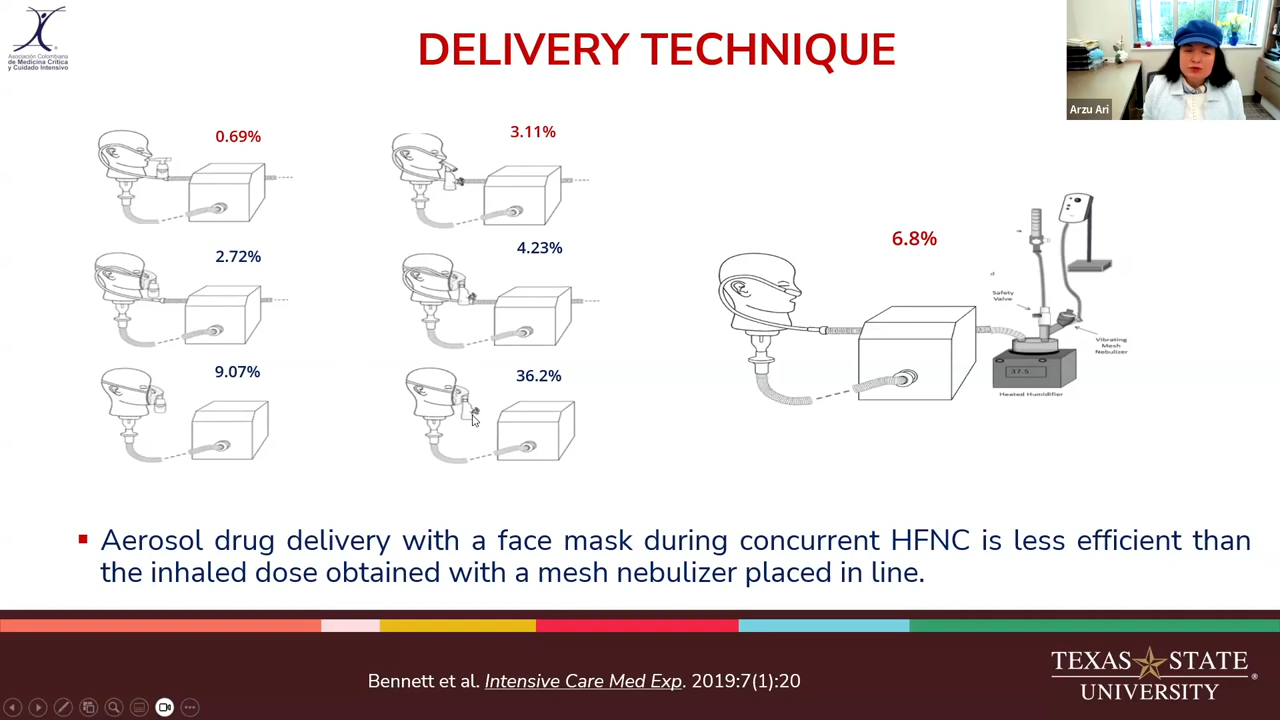 Asociación Colombiana
de Medicina Crítica
y Cuidado Intensivo
DELIVERY TECHNIQUE
Arzu Ari
0.69%
3.11%
2.72%
4.23%
9.07%
36.2%
6.8%
d
Safety
Valve
Vibrating
Mesh
Nebulizer
37.5
Heated Humidifier
Aerosol drug delivery with a face mask during concurrent HFNC is less efficient than
the inhaled dose obtained with a mesh nebulizer placed in line.
Bennett et al. Intensive Care Med Exp. 2019:7(1):20
TEXAS STATE
UNIVERSITY